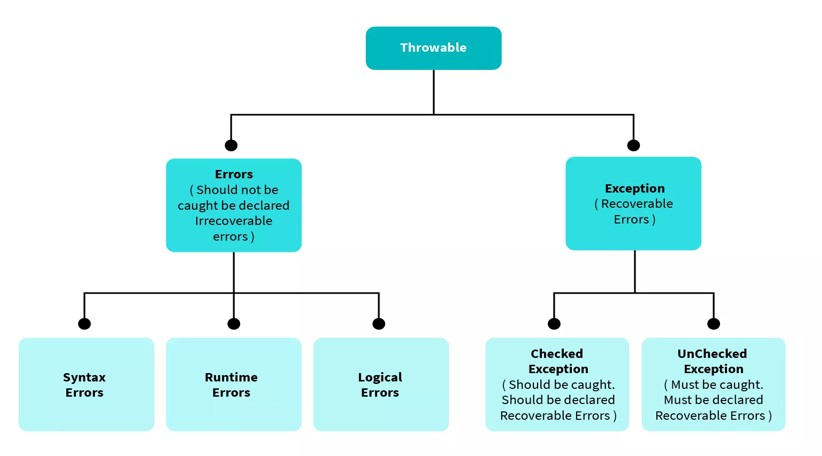 Throwable
Errors
( Should not be
caught be declared
Irrecoverable
errors )
Exception
( Recoverable
Errors )
Syntax
Errors
Runtime
Errors
Logical
Errors
Checked
Exception
( Should be caught.
Should be declared
Recoverable Errors )
UnChecked
Exception
( Must be caught.
Must be declared
Recoverable Errors )